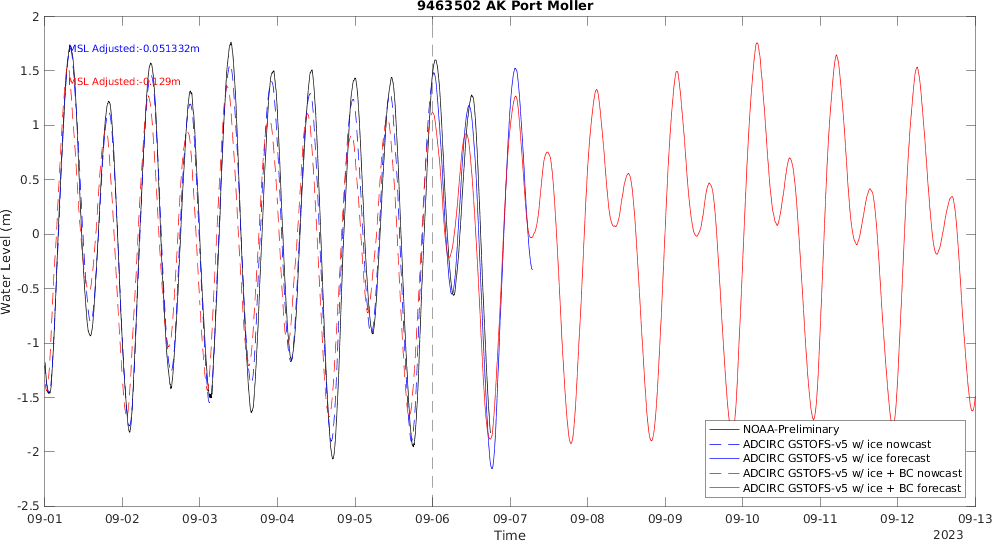 9463502 AK Port Moller
MSL Adjusted:-0.051332m
MSL Adjusted:-0.129m
Water Level (m)
2
1.5
1
0.5
0
-0.5
-1
-1.5
-2
-2.5
NOAA-Preliminary
ADCIRC GSTOFS-v5 w/ ice nowcast
ADCIRC GSTOFS-v5 w/ ice forecast
ADCIRC GSTOFS-v5 w/ ice + BC nowcast
ADCIRC GSTOFS-v5 w/ ice + BC forecast
09-01 09-02 09-03 09-04 09-05 09-06 09-07 09-08 09-09 09-10 09-11 09-12 09-13
Time
2023